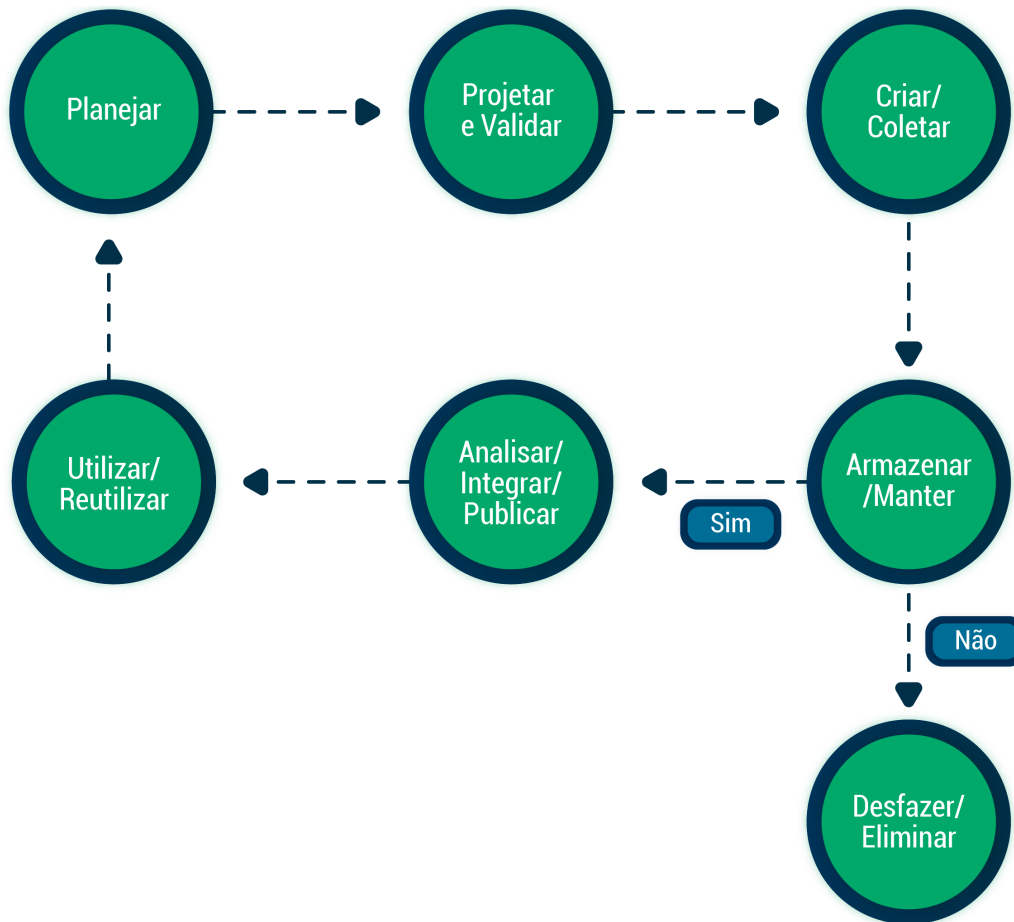 Planejar
Projetar
e Validar
Criar/
Coletar
Utilizar/
Reutilizar
Analisar/
Integrar/
Publicar
Armazenar
/Manter
Sim
Não
Desfazer/
Eliminar